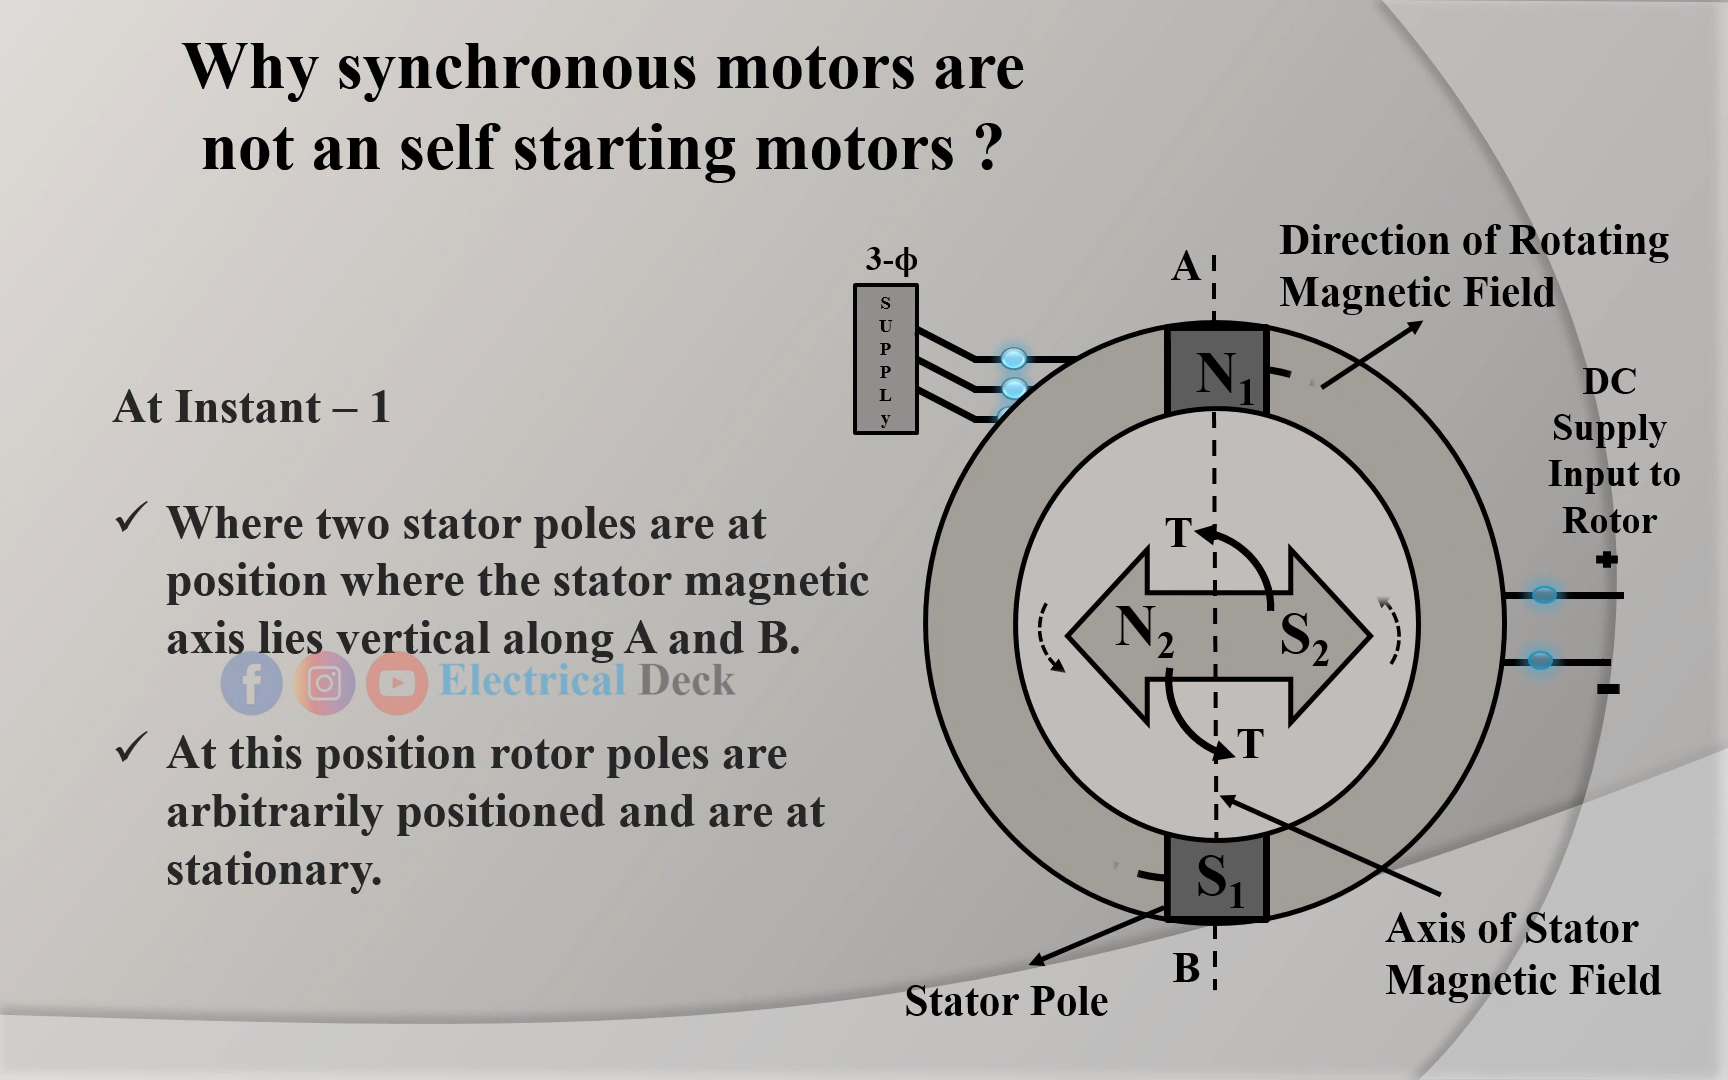 Why synchronous motors are
not an self starting motors ?
At Instant – 1
✓ Where two stator poles are at
position where the stator magnetic
axis lies vertical along A and B.
Electrical Deck
✓ At this position rotor poles are
arbitrarily positioned and are at
stationary.
3-ϕ
S
U
P
P
L
y
A
Direction of Rotating
Magnetic Field
N1
DC
Supply
Input to
Rotor
+
-
T
N2
S2
T
S1
B
Stator Pole
Axis of Stator
Magnetic Field